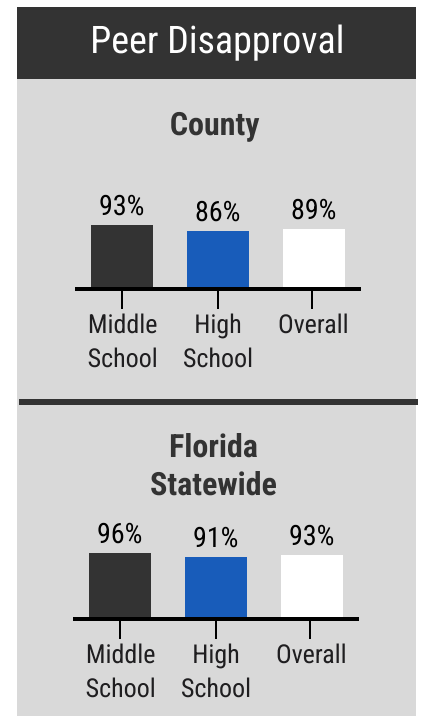 Peer Disapproval
County
93% 86% 89%
Middle High Overall
School School
Florida
Statewide
96% 91% 93%
Middle High Overall
School School